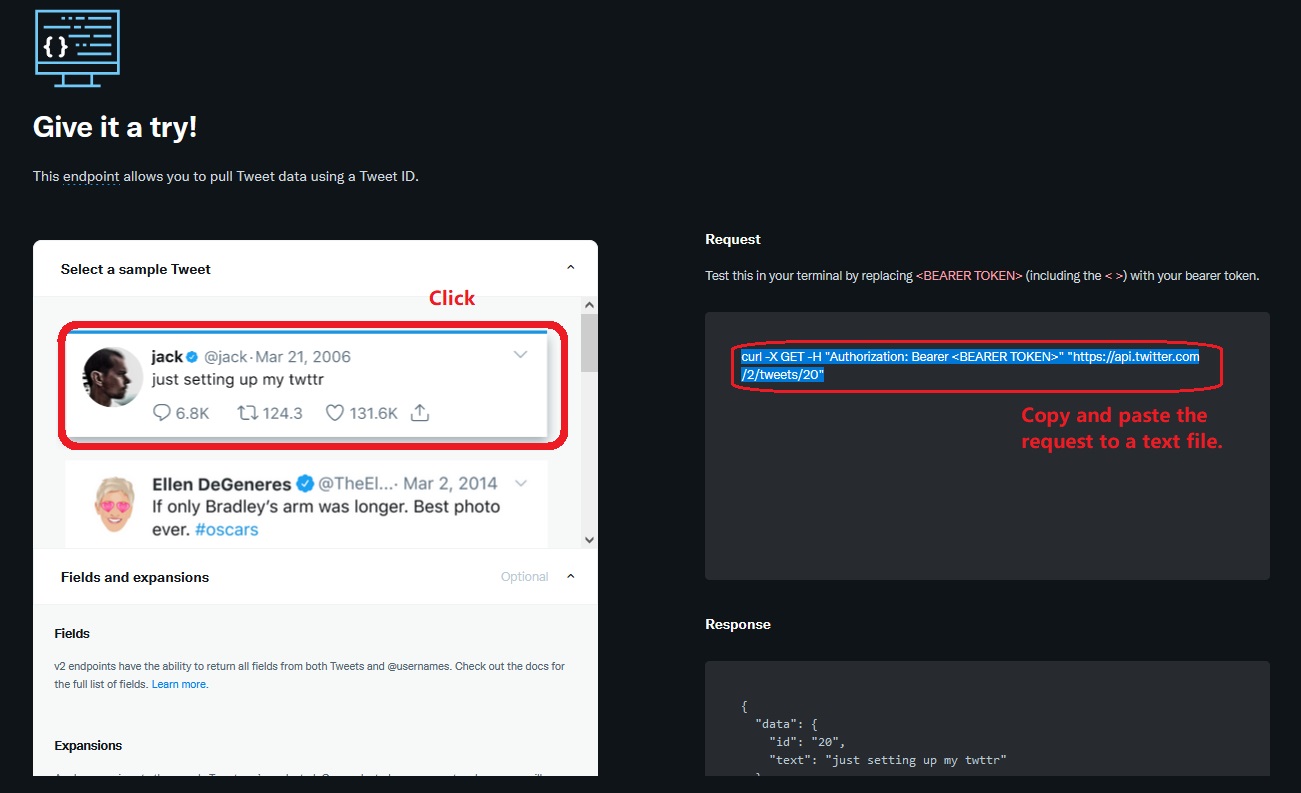 { }
Give it a try!
This endpoint allows you to pull Tweet data using a Tweet ID.
Select a sample Tweet
Click
jack @jack · Mar 21, 2006
just setting up my twttr
6.8K 124.3 131.6K
Ellen DeGeneres @TheEl... · Mar 2, 2014
If only Bradley's arm was longer. Best photo
ever. #oscars
Fields and expansions Optional
Fields
v2 endpoints have the ability to return all fields from both Tweets and @usernames. Check out the docs for
the full list of fields. Learn more.
Expansions
Request
Test this in your terminal by replacing <BEARER TOKEN> (including the < >) with your bearer token.
curl -X GET -H "Authorization: Bearer <BEARER TOKEN>" "https://api.twitter.com
/2/tweets/20"
Copy and paste the
request to a text file.
Response
{
"data": {
"id": "20",
"text": "just setting up my twttr"